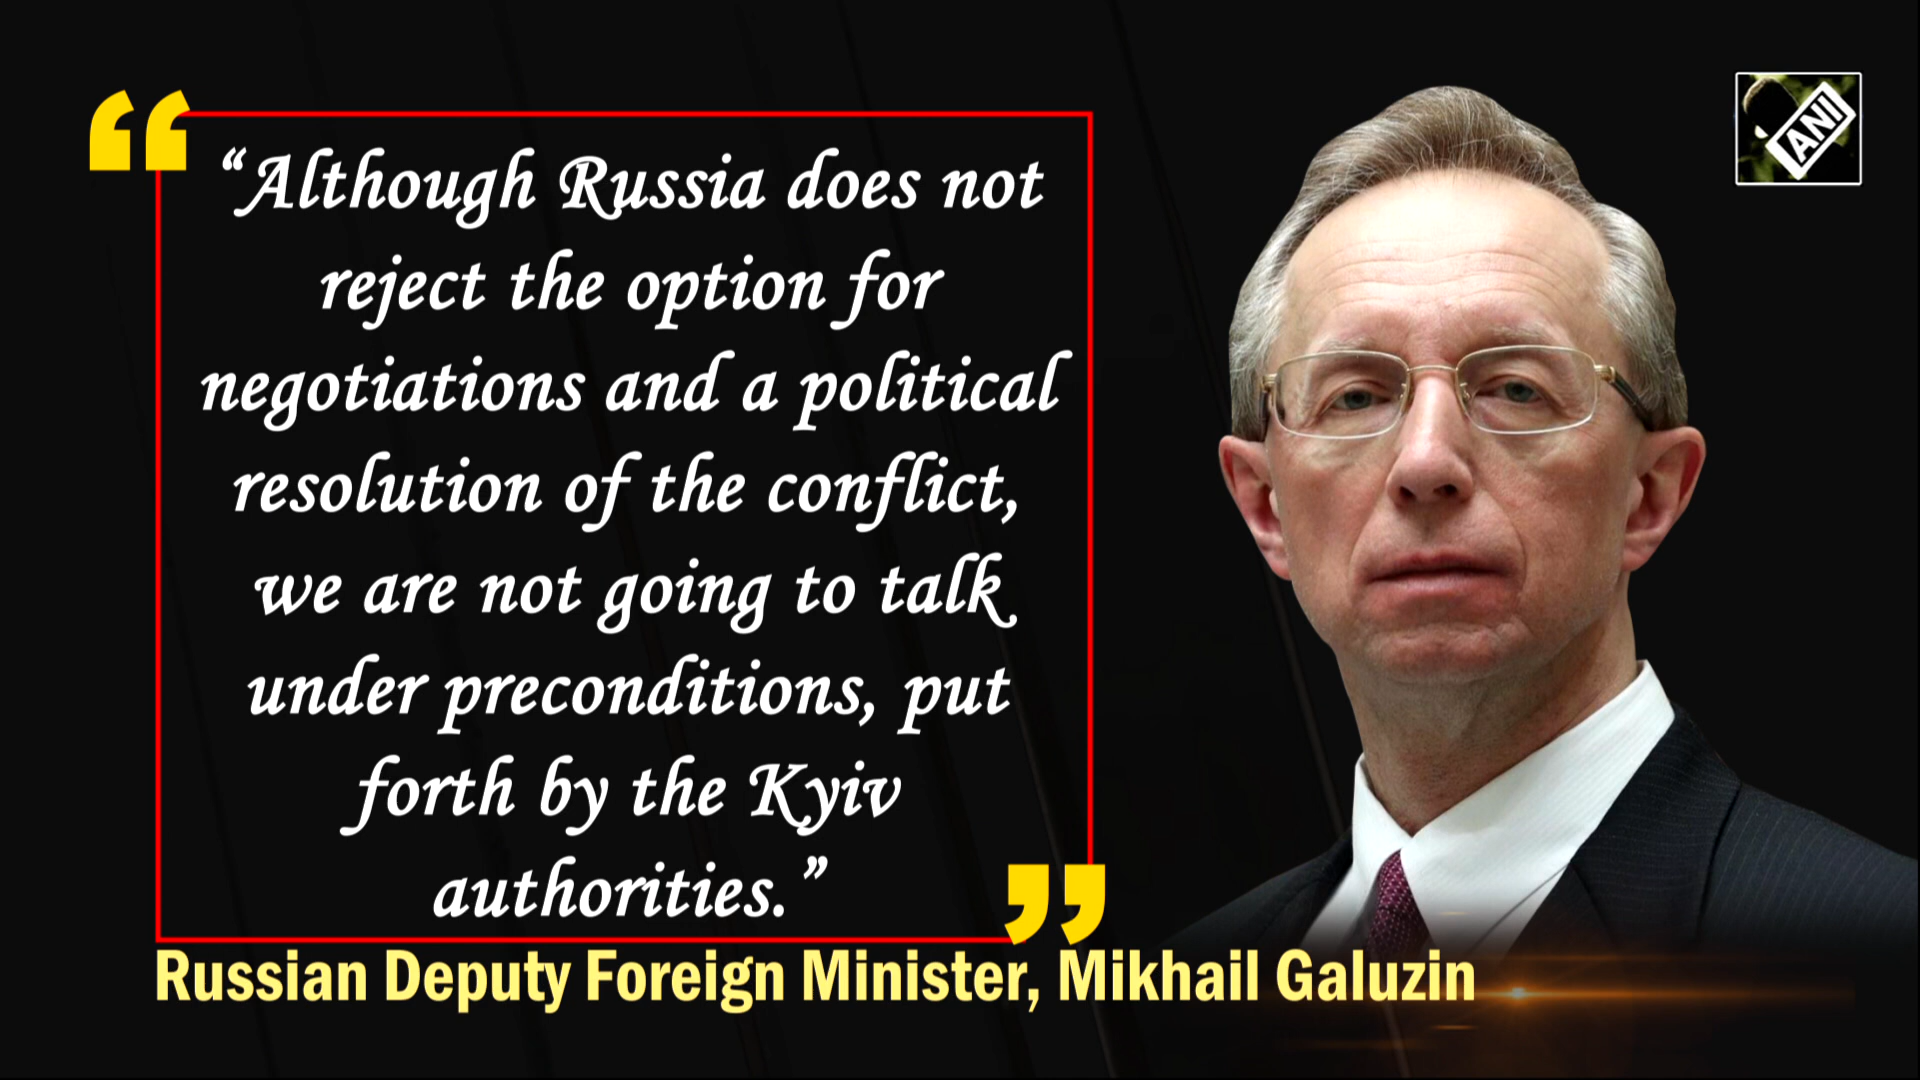 ANI
“Although Russia does not
reject the option for
negotiations and a political
resolution of the conflict,
we are not going to talk
under preconditions, put
forth by the Kyiv
authorities.”
Russian Deputy Foreign Minister, Mikhail Galuzin